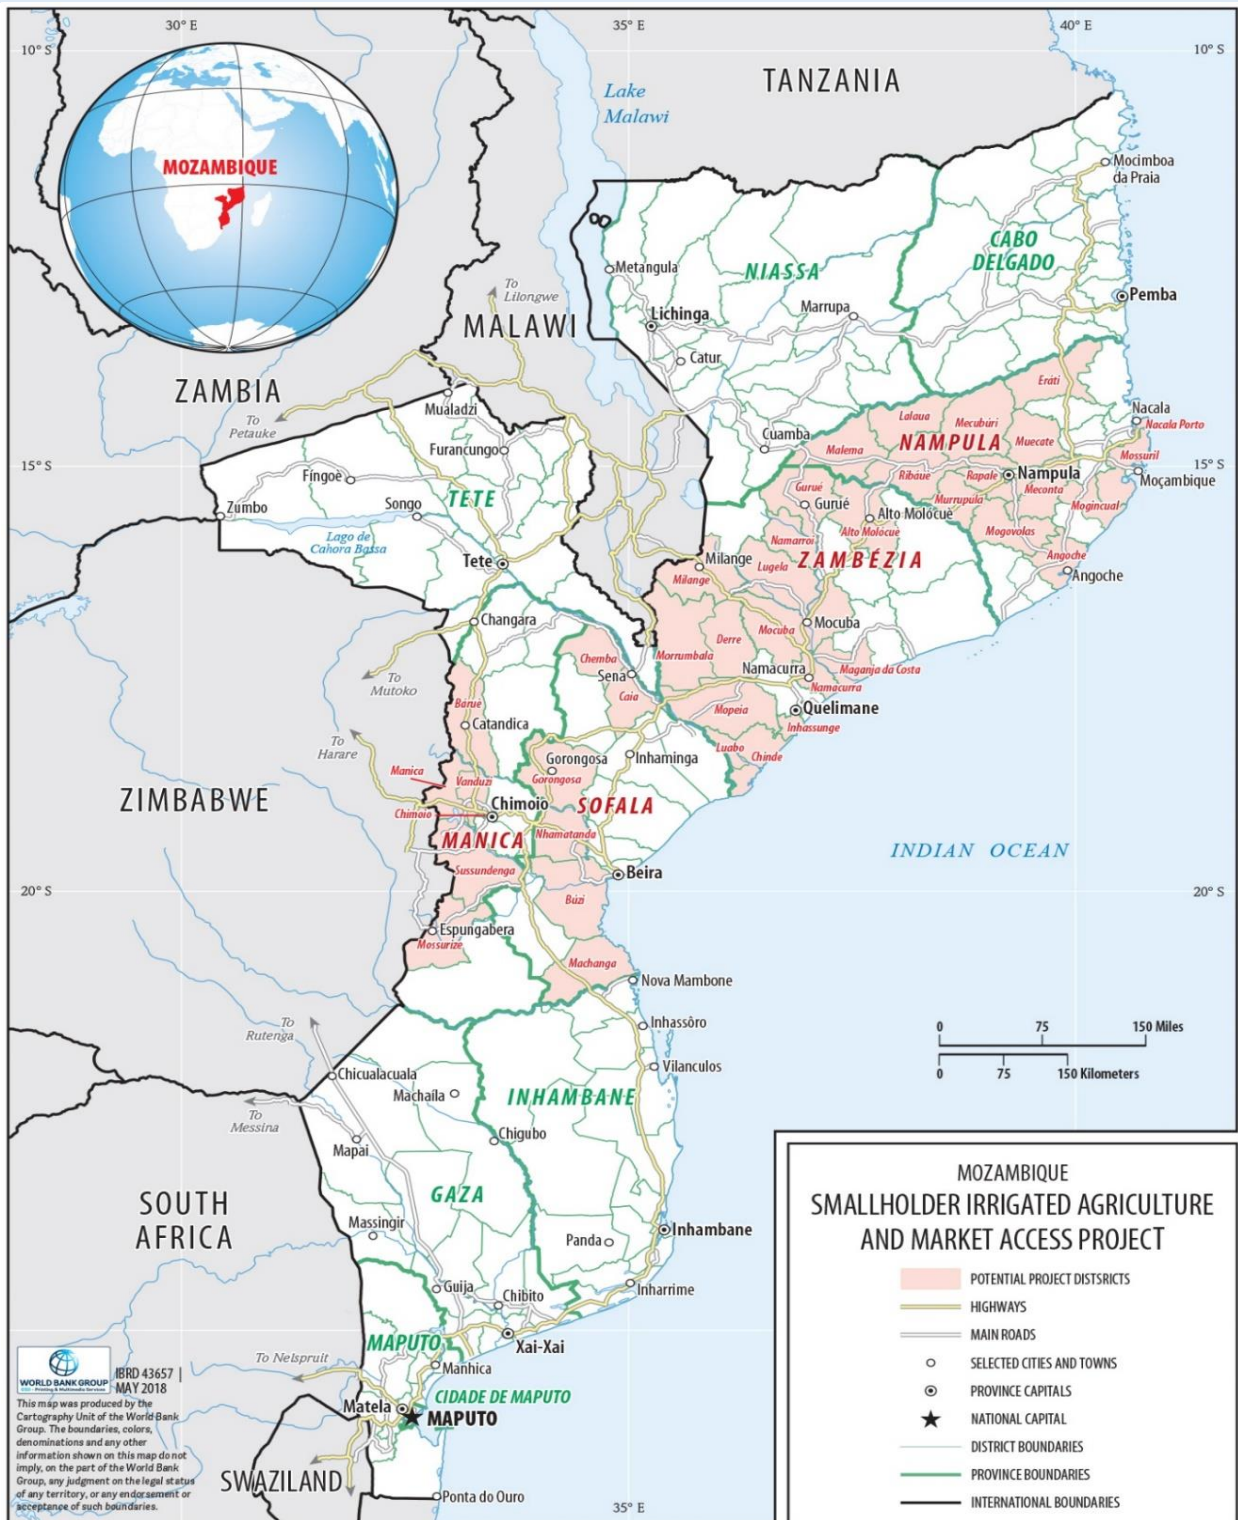 30° E
35° E
40° E
10° S
10° S
TANZANIA
Lake
Malawi
MOZAMBIQUE
Mocimboa
da Praia
CABO
DELGADO
NIASSA
Metangula
To
Lilongwe
Pemba
Lichinga
Marrupa
MALAWI
Catur
ZAMBIA
Eráti
To
Petauke
Mualadzi
Nacala
Nacala Porto
Lalaua
Mecubúri
Cuamba
NAMPULA
Muecate
Furancungo
Malema
Mossuril
15° S
15° S
Fíngoè
Ribáuè
Rapale
Nampula
Moçambique
TETE
Gurué
Meconta
Zumbo
Songo
Gurué
Murrupula
Mogincual
Alto Molócuè
Lago de
Cahora Bassa
Namarroi
Alto Molócuè
Mogovolas
Tete
Milange
ZAMBÉZIA
Angoche
Lugela
Angoche
Milange
Changara
Mocuba
Mocuba
Derre
Chemba
Morrumbala
Sena
Namacurra
Maganja da Costa
To
Mutoko
Caia
Namacurra
Barué
Mopeia
Quelimane
Catandica
Inhassunge
To
Harare
Luabo
Chinde
Gorongosa
Inhaminga
Manica
Vanduzi
Gorongosa
ZIMBABWE
Chimoio
SOFALA
Chimoio
MANICA
Nhamatanda
INDIAN OCEAN
Sussundenga
Beira
20° S
20° S
Búzi
Espungabera
Mossurize
Machanga
Nova Mambone
To
Rutenga
Inhassôro
0 75 150 Miles
0 75 150 Kilometers
Vilanculos
Chicualacuala
Machaíla
INHAMBANE
To
Messina
Chigubo
Mapai
SOUTH
AFRICA
GAZA
Massingir
Inhambane
Panda
Guija
Chibito
Inharrime
MAPUTO
Xai-Xai
To Nelspruit
Manhica
CIDADE DE MAPUTO
Matela
MAPUTO
SWAZILAND
Ponta do Ouro
35° E
MOZAMBIQUE
SMALLHOLDER IRRIGATED AGRICULTURE
AND MARKET ACCESS PROJECT
POTENTIAL PROJECT DISTSRICTS
HIGHWAYS
MAIN ROADS
SELECTED CITIES AND TOWNS
PROVINCE CAPITALS
NATIONAL CAPITAL
DISTRICT BOUNDARIES
PROVINCE BOUNDARIES
INTERNATIONAL BOUNDARIES
WORLD BANK GROUP
Printing & Multimedia Services
IBRD 43657 |
MAY 2018
This map was produced by the
Cartography Unit of the World Bank
Group. The boundaries, colors,
denominations and any other
information shown on this map do not
imply, on the part of the World Bank
Group, any judgment on the legal status
of any territory, or any endorsement or
acceptance of such boundaries.